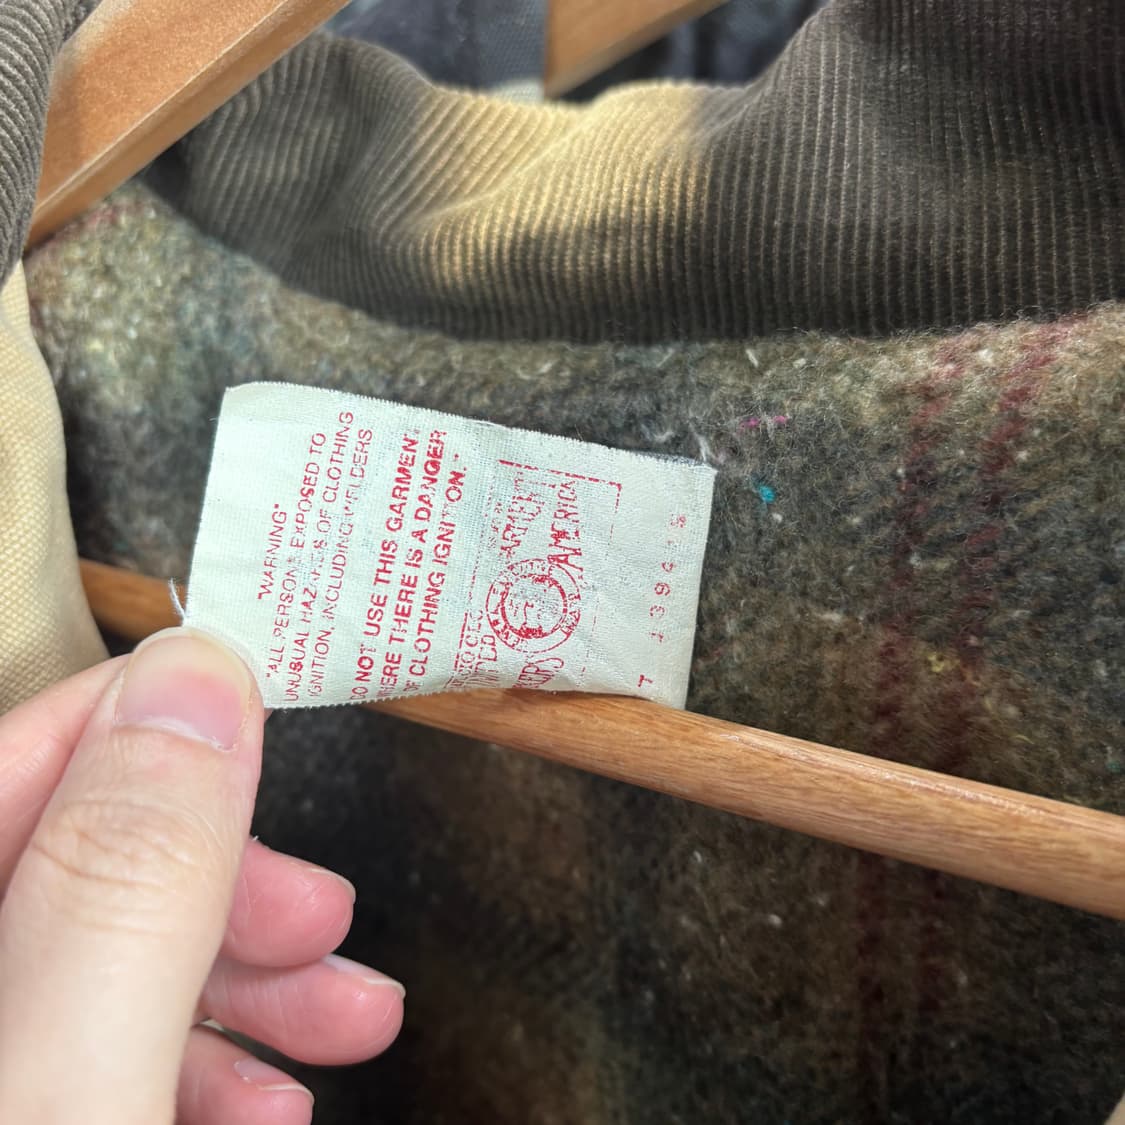 "WARNING"
"ALL PERSONS EXPOSED TO
UNUSUAL HAZARDS OF CLOTHING
IGNITION, INCLUDING WELDERS
DO NOT USE THIS GARMENT
HERE THERE IS A DANGER
OF CLOTHING IGNITION."
AMERICA